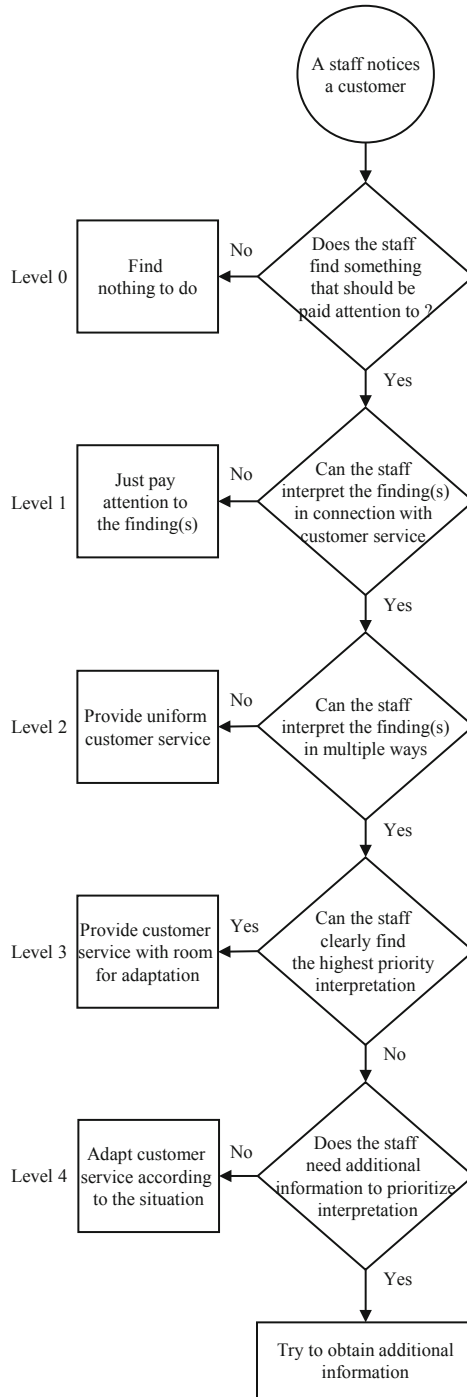 A staff notices
a customer
No
Does the staff
find something
that should be
paid attention to ?
Level 0
Find
nothing to do
Yes
No
Can the staff
interpret the finding(s)
in connection with
customer service
Level 1
Just pay
attention to
the finding(s)
Yes
No
Can the staff
interpret the finding(s)
in multiple ways
Level 2
Provide uniform
customer service
Yes
Yes
Can the staff
clearly find
the highest priority
interpretation
Level 3
Provide customer
service with room
for adaptation
No
No
Does the staff
need additional
information to prioritize
interpretation
Level 4
Adapt customer
service according
to the situation
Yes
Try to obtain additional
information